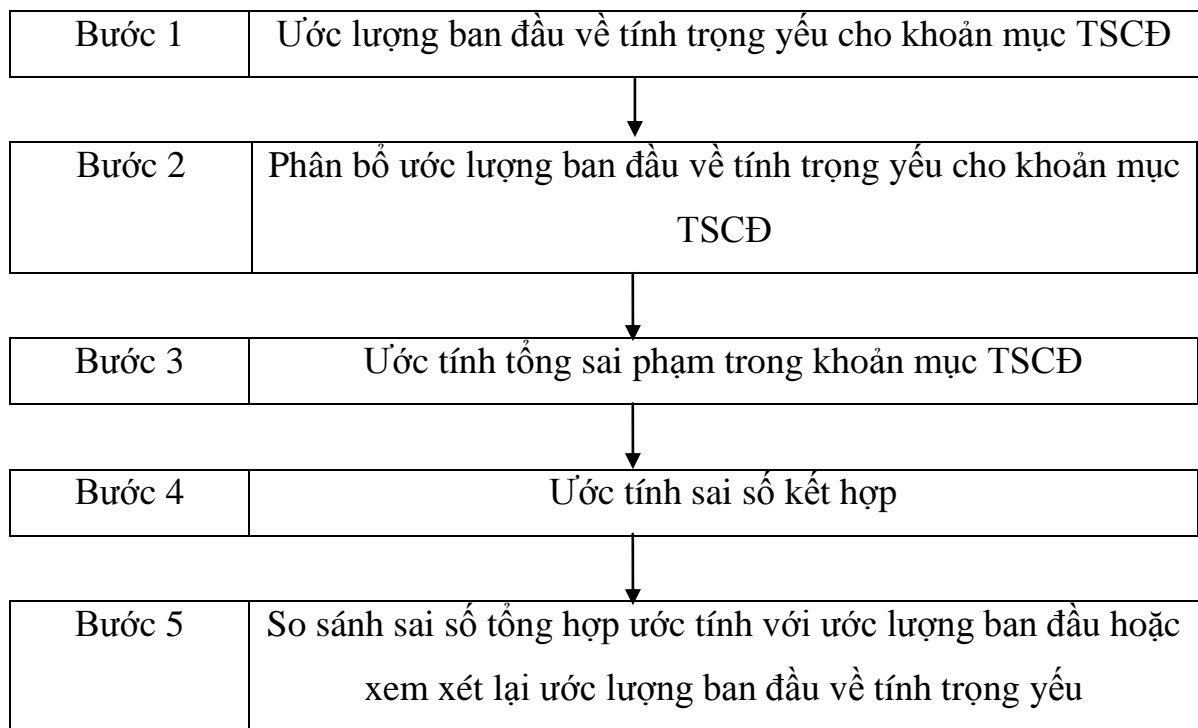 Bước 1 Ước lượng ban đầu về tính trọng yếu cho khoản mục TSCĐ
Bước 2 Phân bổ ước lượng ban đầu về tính trọng yếu cho khoản mục
TSCĐ
Bước 3 Ước tính tổng sai phạm trong khoản mục TSCĐ
Bước 4 Ước tính sai số kết hợp
Bước 5 So sánh sai số tổng hợp ước tính với ước lượng ban đầu hoặc
xem xét lại ước lượng ban đầu về tính trọng yếu